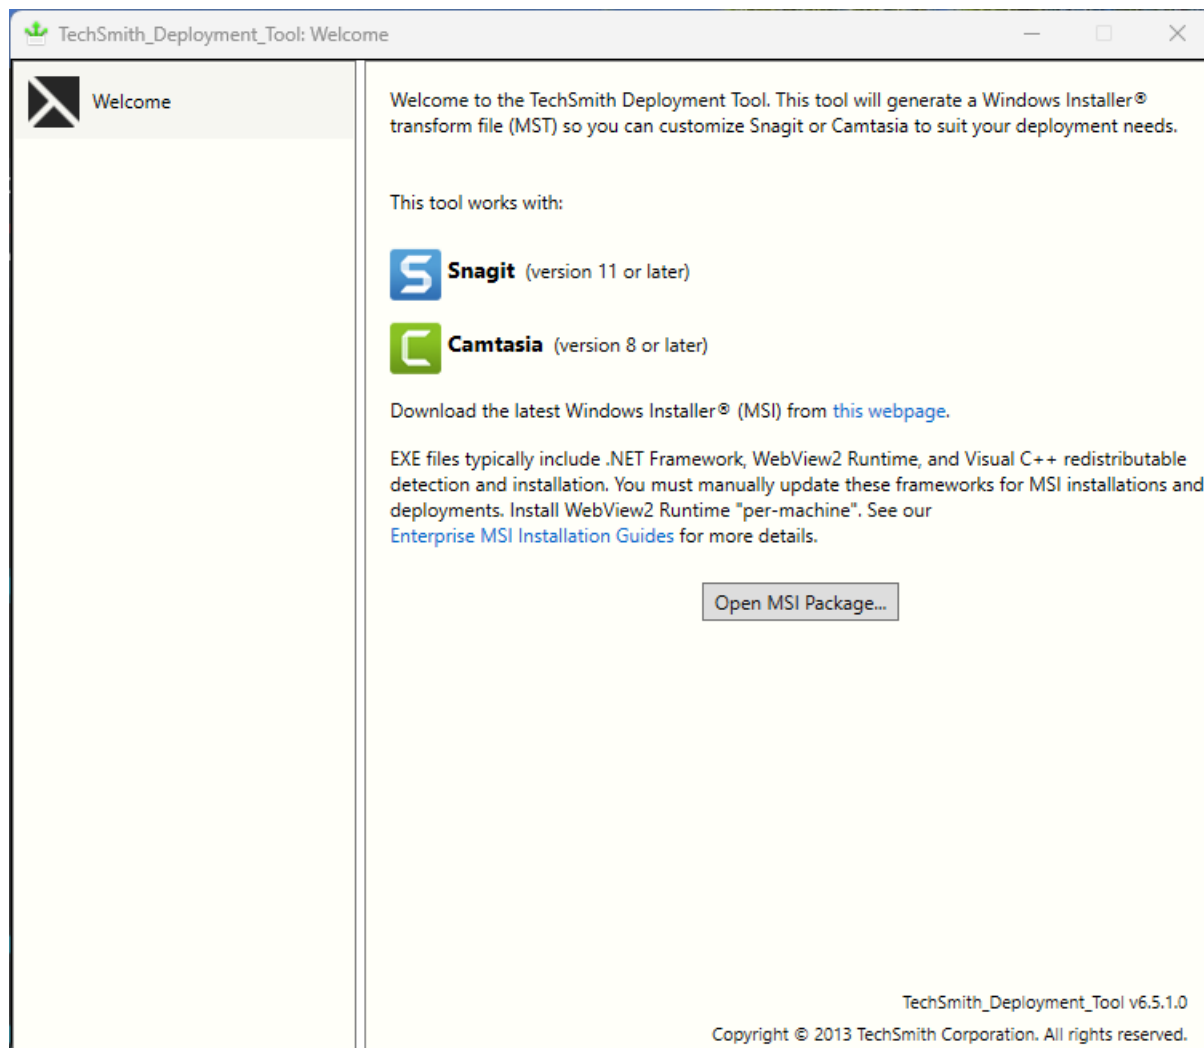 TechSmith_Deployment_Tool: Welcome
Welcome
Welcome to the TechSmith Deployment Tool. This tool will generate a Windows Installer®
transform file (MST) so you can customize Snagit or Camtasia to suit your deployment needs.
This tool works with:
Snagit (version 11 or later)
Camtasia (version 8 or later)
Download the latest Windows Installer® (MSI) from this webpage.
EXE files typically include .NET Framework, WebView2 Runtime, and Visual C++ redistributable
detection and installation. You must manually update these frameworks for MSI installations and
deployments. Install WebView2 Runtime "per-machine". See our
Enterprise MSI Installation Guides for more details.
Open MSI Package...
TechSmith_Deployment_Tool v6.5.1.0
Copyright © 2013 TechSmith Corporation. All rights reserved.